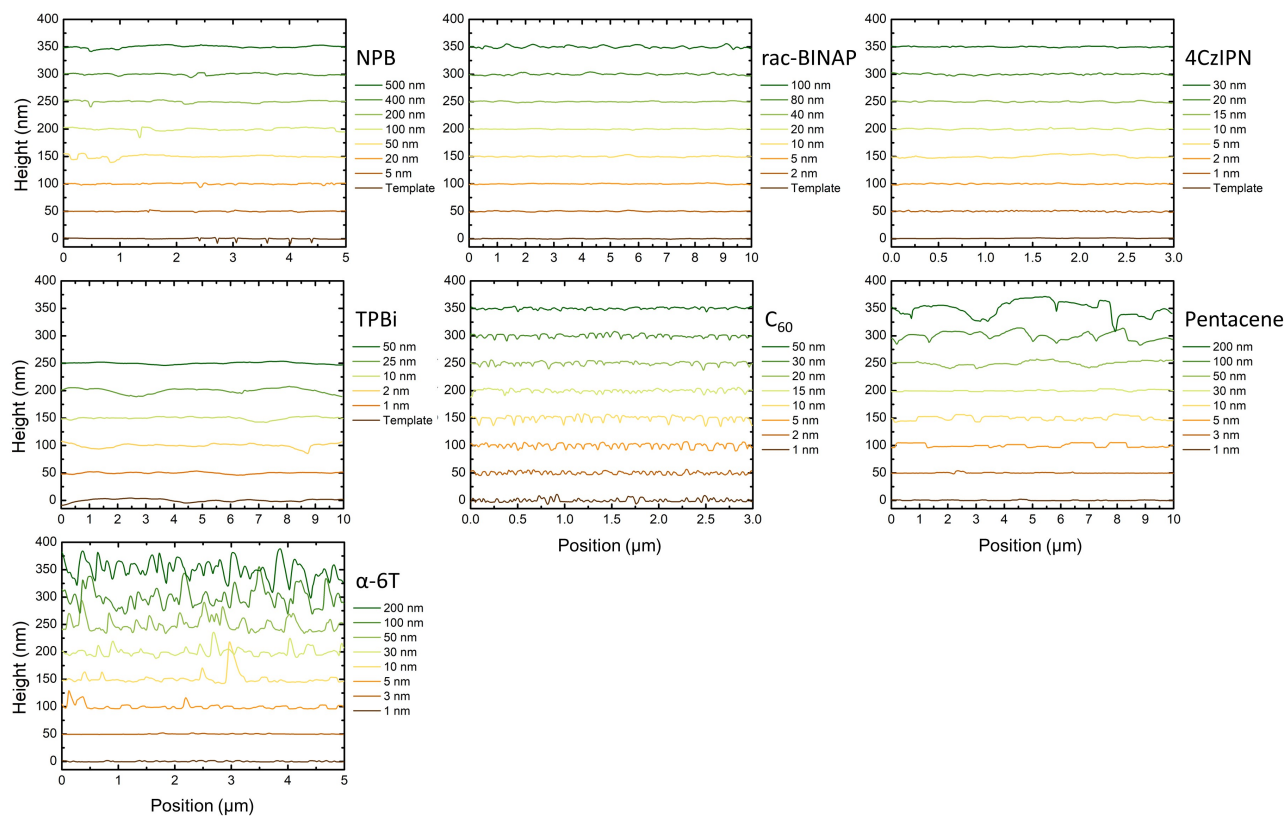 400
350
300
250
200
150
100
50
0
0
1
2
3
4
5
Height (nm)
NPB
500 nm
400 nm
200 nm
100 nm
50 nm
20 nm
5 nm
Template
400
350
300
250
200
150
100
50
0
0
1
2
3
4
5
6
7
8
9
10
rac-BINAP
100 nm
80 nm
40 nm
20 nm
10 nm
5 nm
2 nm
Template
400
350
300
250
200
150
100
50
0
0.0
0.5
1.0
1.5
2.0
2.5
3.0
4CzIPN
30 nm
20 nm
15 nm
10 nm
5 nm
2 nm
1 nm
Template
400
350
300
250
200
150
100
50
0
0
1
2
3
4
5
6
7
8
9
10
Height (nm)
TPBi
50 nm
25 nm
10 nm
2 nm
1 nm
Template
400
350
300
250
200
150
100
50
0
0.0
0.5
1.0
1.5
2.0
2.5
3.0
Position (µm)
C60
50 nm
30 nm
20 nm
15 nm
10 nm
5 nm
2 nm
1 nm
400
350
300
250
200
150
100
50
0
0
1
2
3
4
5
6
7
8
9
10
Position (µm)
Pentacene
200 nm
100 nm
50 nm
30 nm
10 nm
5 nm
3 nm
1 nm
400
350
300
250
200
150
100
50
0
0
1
2
3
4
5
Height (nm)
Position (µm)
α-6T
200 nm
100 nm
50 nm
30 nm
10 nm
5 nm
3 nm
1 nm